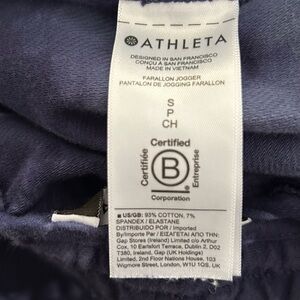 ATHLETA
DESIGNED IN SAN FRANCISCO
CONÇU À SAN FRANCISCO
MADE IN VIETNAM
FARALLON JOGGER
PANTALON DE JOGGING FARALLON
S
P
CH
Certified
Certifiée
B
Entreprise
Corporation
US/GB: 93% COTTON, 7%
SPANDEX / ELASTANE
DISTRIBUIDO POR / Imported
By/Importe Par / ΕΙΣΑΓΕΤΑΙ ΑΠΟ ΤΗΝ:
Gap Stores (Ireland) Limited c/o Arthur
Cox, 10 Earlsfort Terrace, Dublin 2, D02
T380, Ireland, Gap (UK Holdings)
Limited, 2nd Floor Nations House, 103
Wigmore Street, London, W1U 1QS, UK